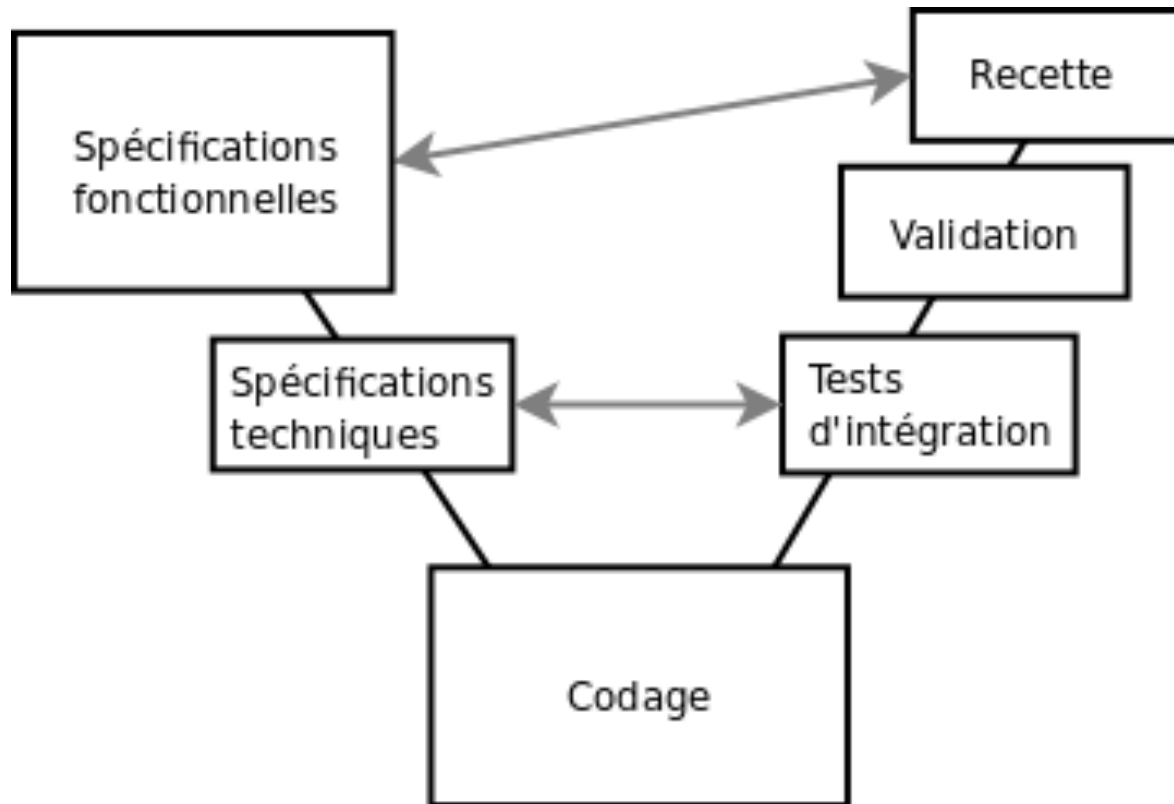 Recette
Spécifications
fonctionnelles
Validation
Spécifications
techniques
Tests
d'intégration
Codage